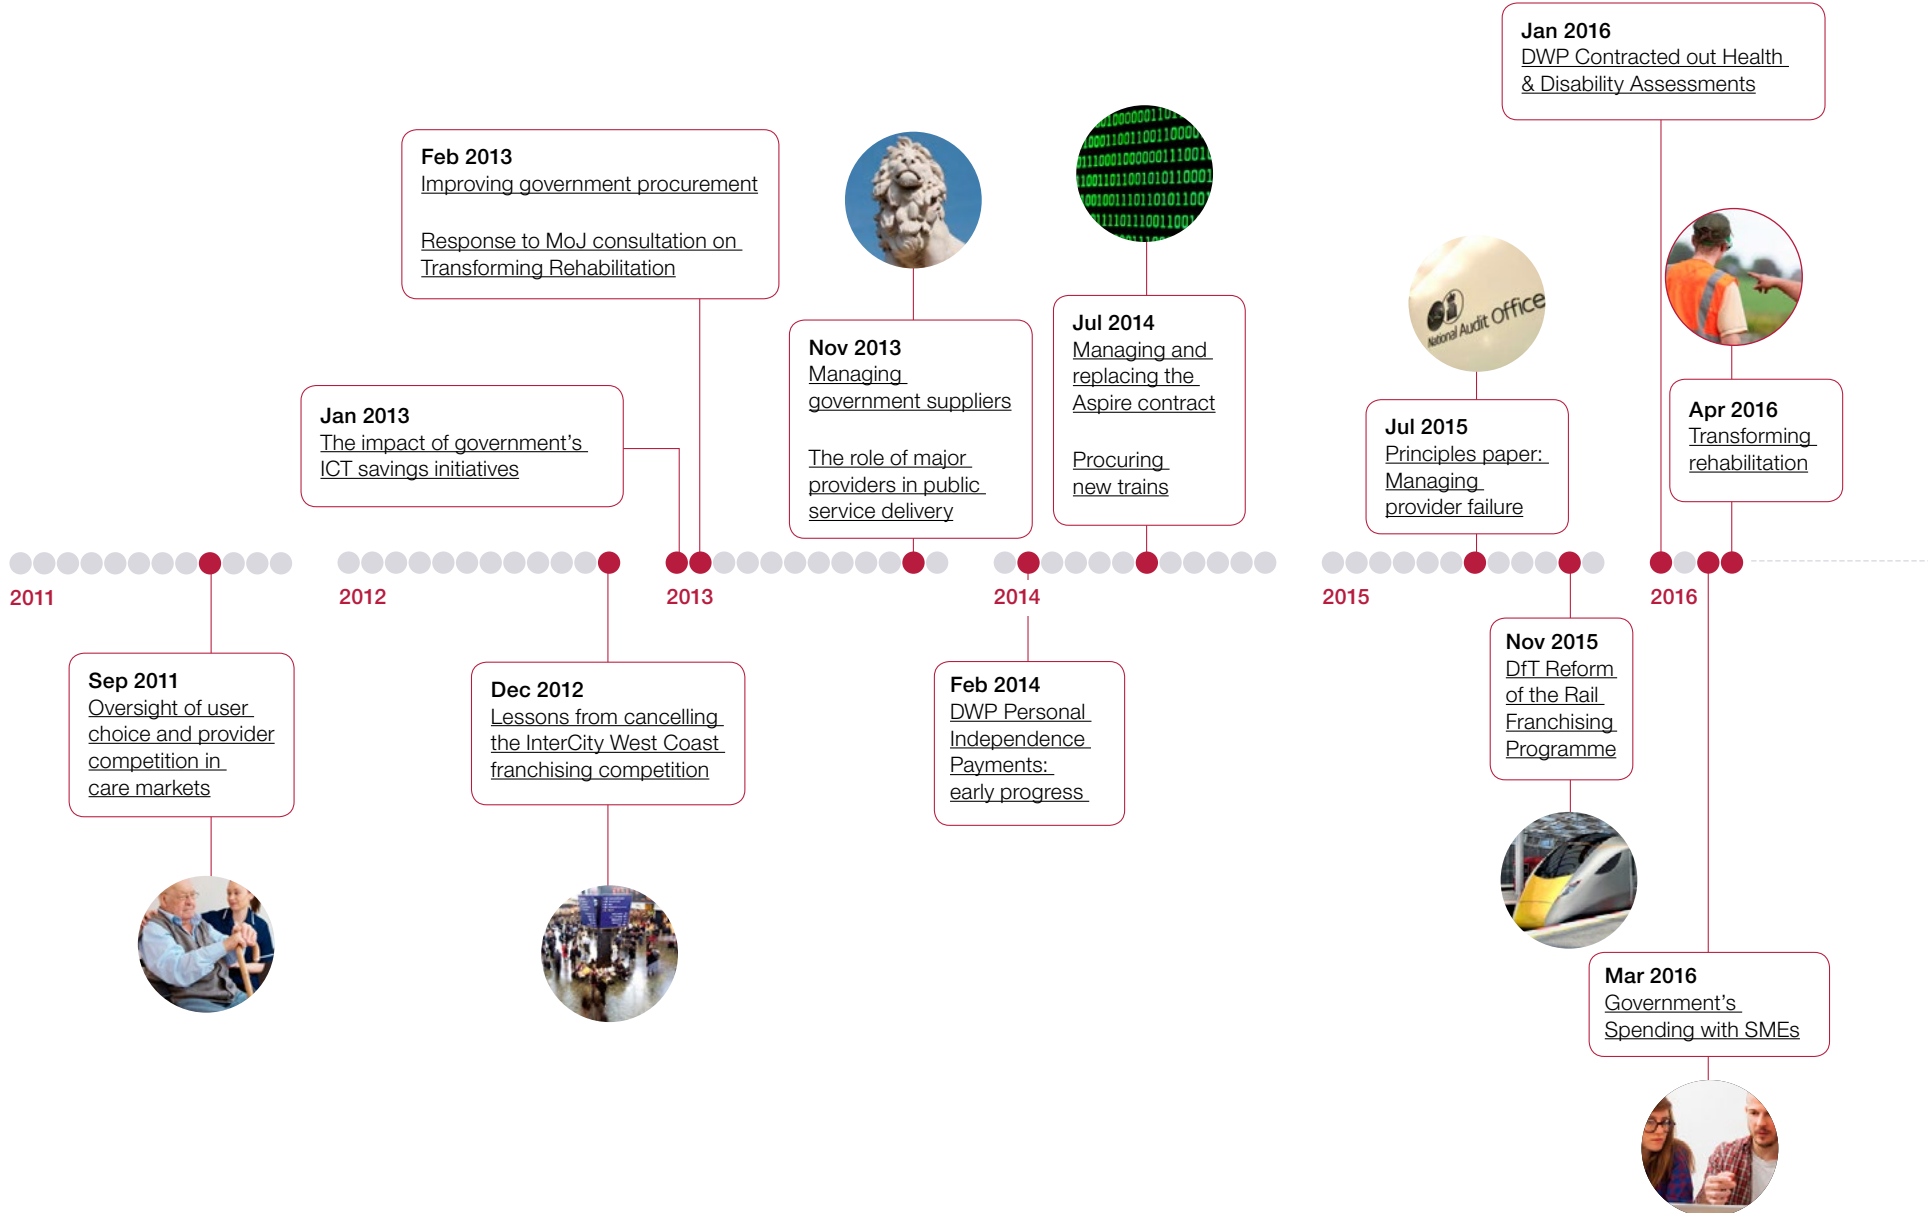 Jan 2016
DWP Contracted out Health
& Disability Assessments
Feb 2013
Improving government procurement
Response to MoJ consultation on
Transforming Rehabilitation
Nov 2013
Managing
government suppliers
The role of major
providers in public
service delivery
Jul 2014
Managing and
replacing the
Aspire contract
Procuring
new trains
National Audit Office
Jul 2015
Principles paper:
Managing
provider failure
Apr 2016
Transforming
rehabilitation
Jan 2013
The impact of government's
ICT savings initiatives
2011
2012
2013
2014
2015
2016
Sep 2011
Oversight of user
choice and provider
competition in
care markets
Dec 2012
Lessons from cancelling
the InterCity West Coast
franchising competition
Feb 2014
DWP Personal
Independence
Payments:
early progress
Nov 2015
DfT Reform
of the Rail
Franchising
Programme
Mar 2016
Government's
Spending with SMEs